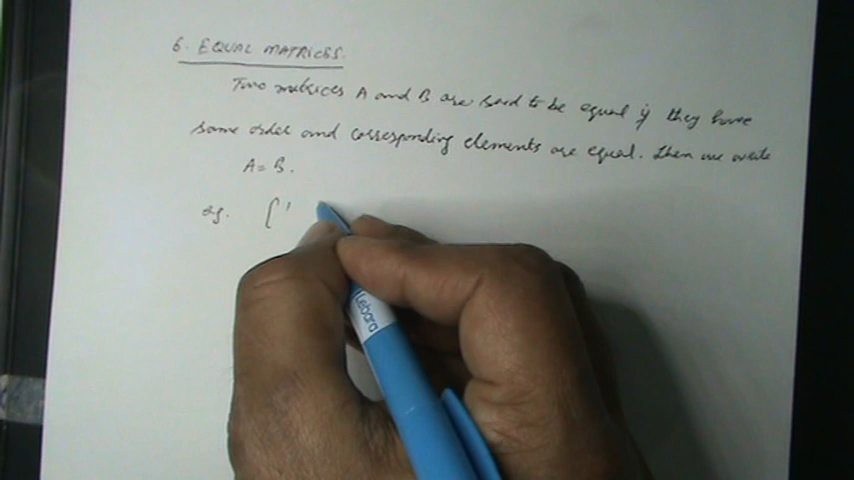 6. EQUAL MATRICES.
Two matrices A and B are said to be equal if they have
same order and corresponding elements are equal. Then we write
A = B.
eg. [ 1
Lebara